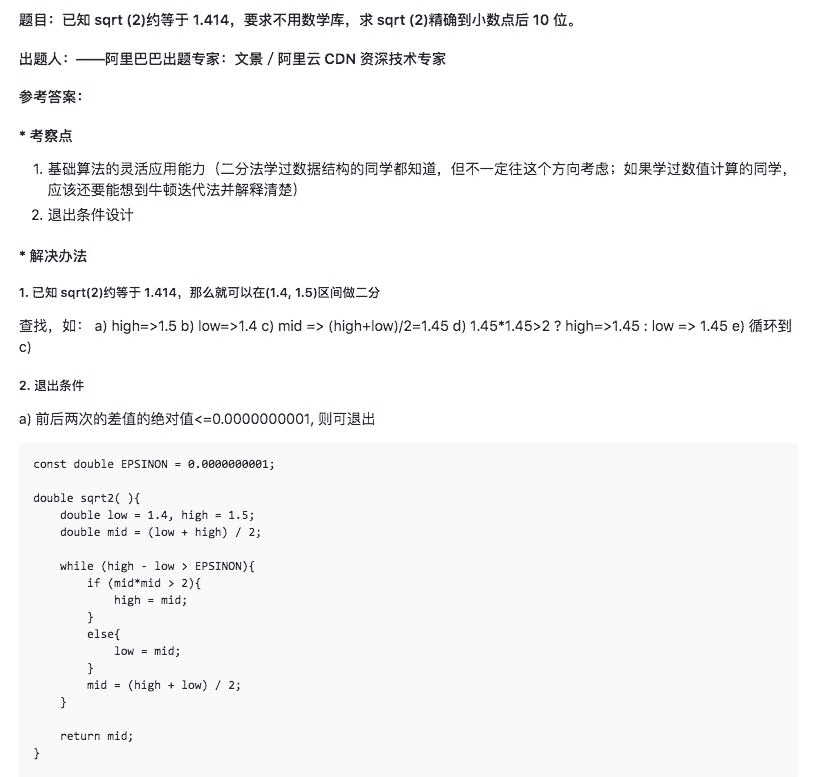 题目：已知 sqrt (2)约等于 1.414，要求不用数学库，求 sqrt (2)精确到小数点后 10 位。
出题人：——阿里巴巴出题专家：文景 / 阿里云 CDN 资深技术专家
参考答案：
* 考察点
1. 基础算法的灵活应用能力（二分法学过数据结构的同学都知道，但不一定往这个方向考虑；如果学过数值计算的同学，
应该还要能想到牛顿迭代法并解释清楚）
2. 退出条件设计
* 解决办法
1. 已知 sqrt(2)约等于 1.414，那么就可以在(1.4, 1.5)区间做二分
查找，如： a) high=>1.5 b) low=>1.4 c) mid => (high+low)/2=1.45 d) 1.45*1.45>2 ? high=>1.45 : low => 1.45 e) 循环到
c)
2. 退出条件
a) 前后两次的差值的绝对值<=0.0000000001, 则可退出
const double EPSINON = 0.0000000001;
double sqrt2( ){
    double low = 1.4, high = 1.5;
    double mid = (low + high) / 2;
    while (high - low > EPSINON){
        if (mid*mid > 2){
            high = mid;
        }
        else{
            low = mid;
        }
        mid = (high + low) / 2;
    }
    return mid;
}